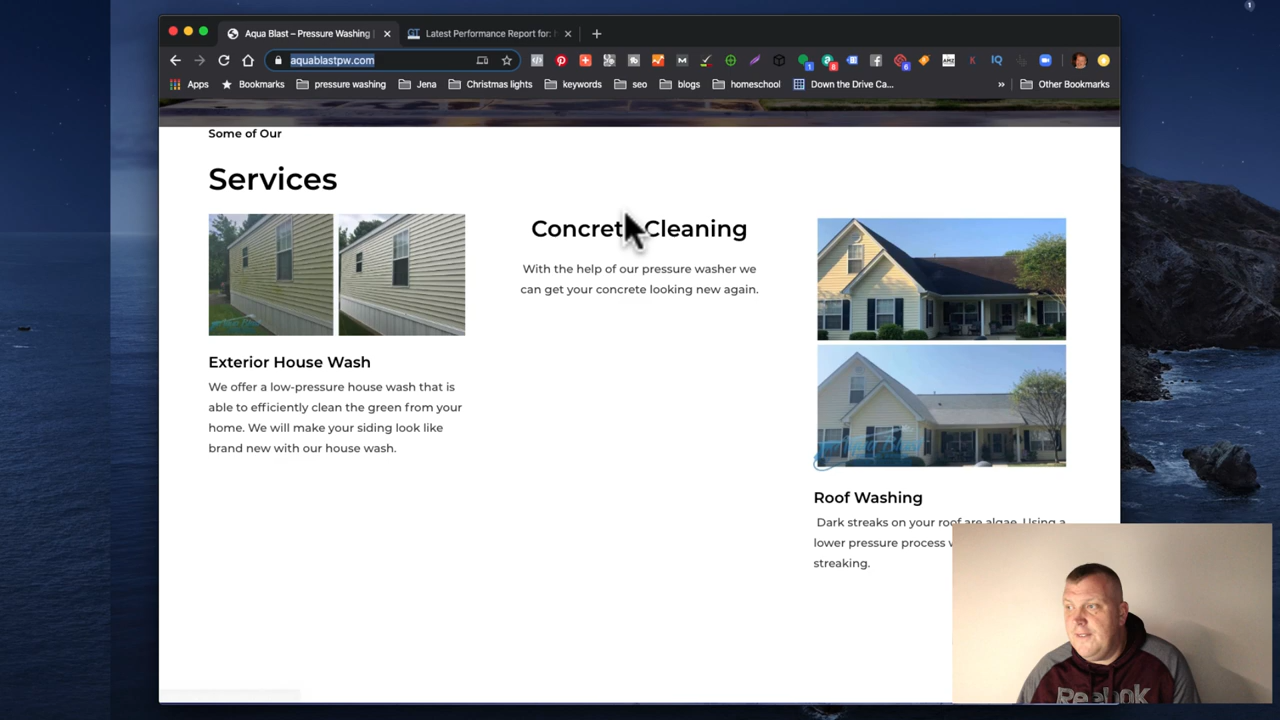 Aqua Blast – Pressure Washing |
GT Latest Performance Report for:
aquablastpw.com
Apps Bookmarks pressure washing Jena Christmas lights keywords seo blogs homeschool Down the Drive Ca... » Other Bookmarks
Some of Our
Services
Exterior House Wash
We offer a low-pressure house wash that is
able to efficiently clean the green from your
home. We will make your siding look like
brand new with our house wash.
Concrete Cleaning
With the help of our pressure washer we
can get your concrete looking new again.
Roof Washing
Dark streaks on your roof are algae. Using a
lower pressure process
streaking.
Reebok